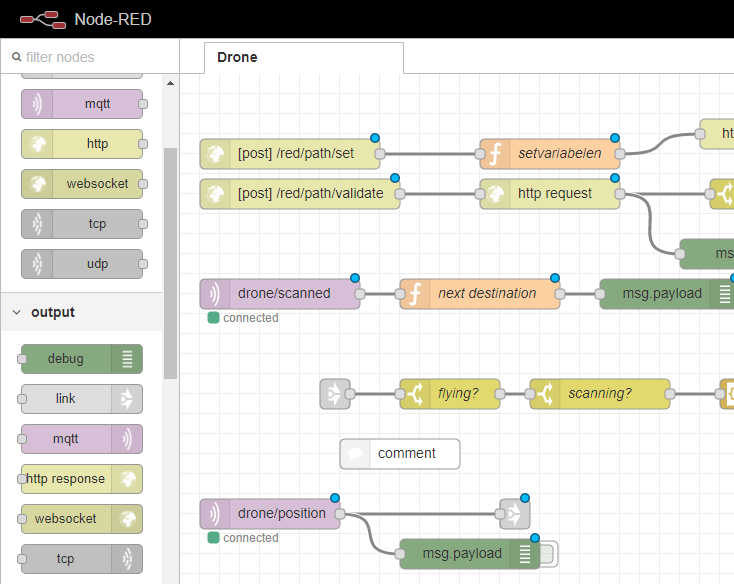 Node-RED
filter nodes
Drone
mqtt
http
websocket
tcp
udp
output
debug
link
mqtt
http response
websocket
tcp
[post] /red/path/set
setvariabelen
[post] /red/path/validate
http request
drone/scanned
next destination
msg.payload
connected
flying?
scanning?
comment
drone/position
connected
msg.payload